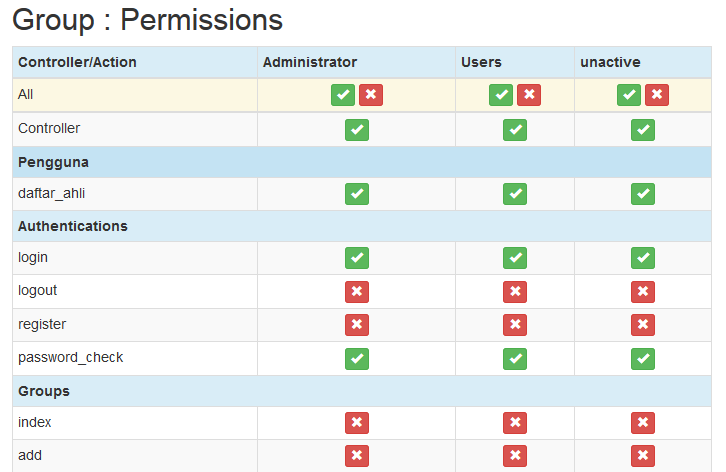 Group : Permissions
Controller/Action Administrator Users unactive
All
Controller
Pengguna
daftar_ahli
Authentications
login
logout
register
password_check
Groups
index
add